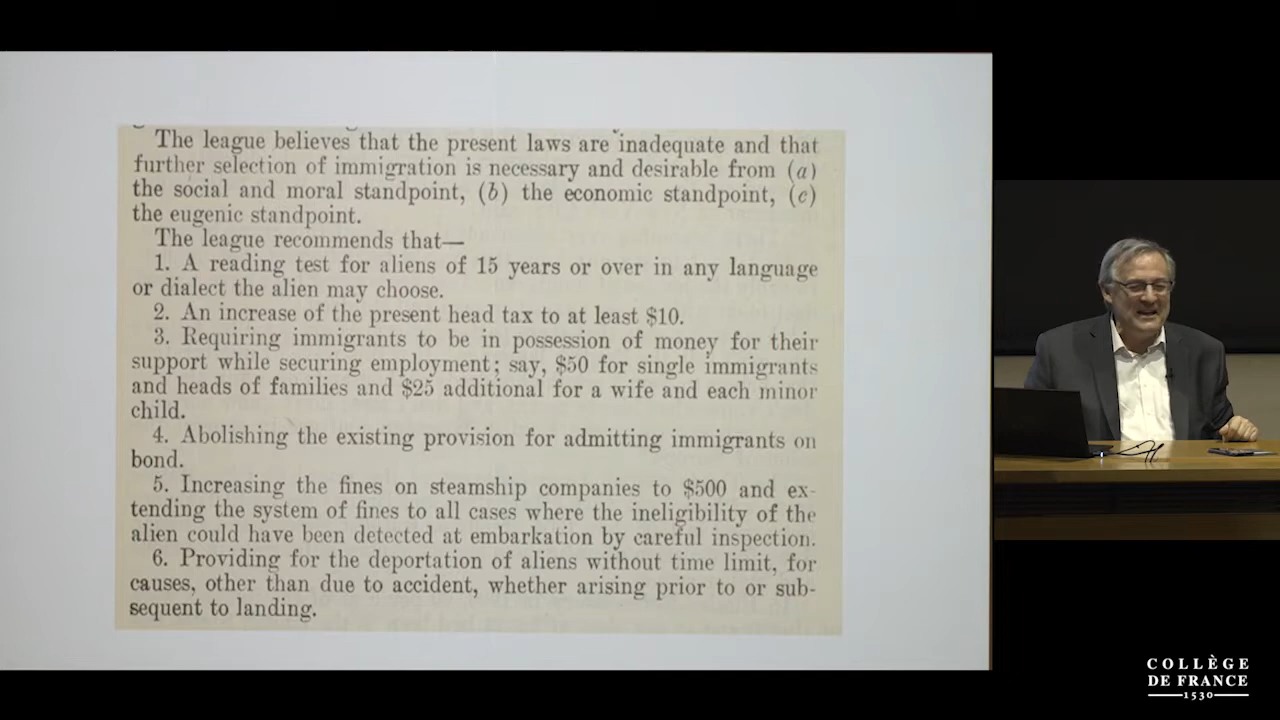 The league believes that the present laws are inadequate and that
further selection of immigration is necessary and desirable from (a)
the social and moral standpoint, (b) the economic standpoint, (c)
the eugenic standpoint.
The league recommends that—
1. A reading test for aliens of 15 years or over in any language
or dialect the alien may choose.
2. An increase of the present head tax to at least $10.
3. Requiring immigrants to be in possession of money for their
support while securing employment; say, $50 for single immigrants
and heads of families and $25 additional for a wife and each minor
child.
4. Abolishing the existing provision for admitting immigrants on
bond.
5. Increasing the fines on steamship companies to $500 and ex-
tending the system of fines to all cases where the ineligibility of the
alien could have been detected at embarkation by careful inspection.
6. Providing for the deportation of aliens without time limit, for
causes, other than due to accident, whether arising prior to or sub-
sequent to landing.
COLLÈGE
DE FRANCE
1530